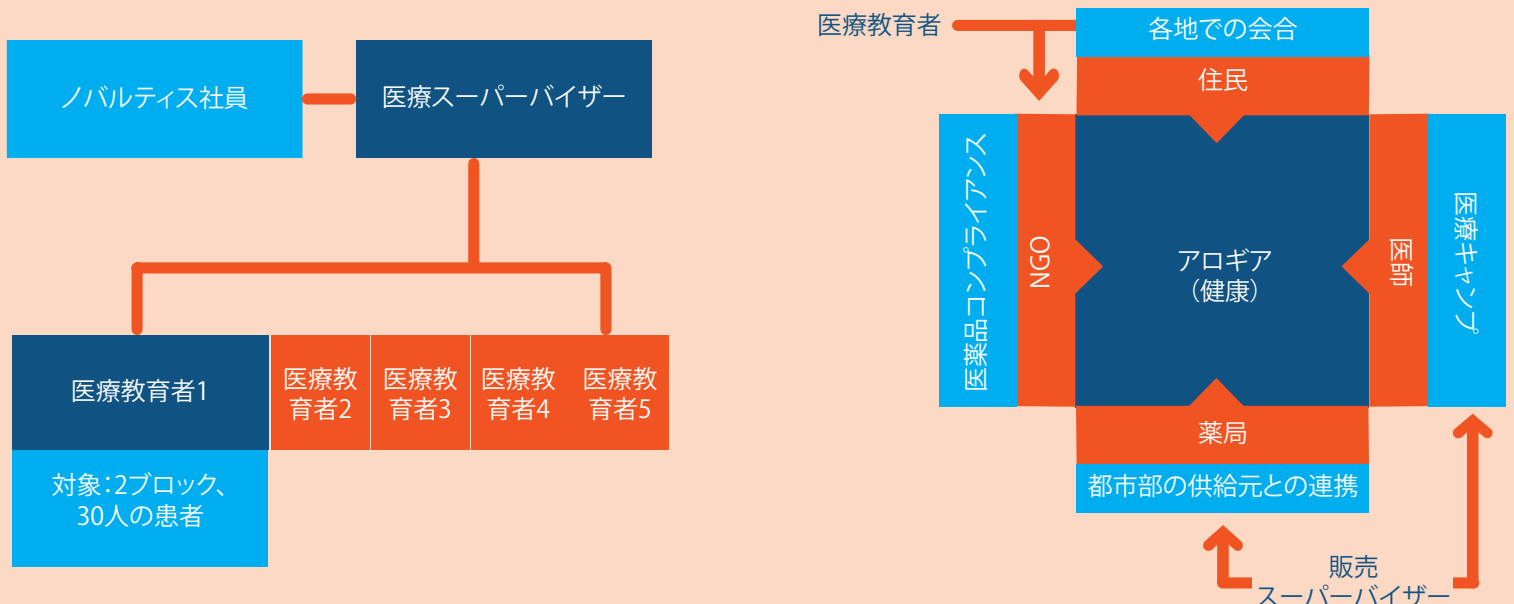 ノバルティス社員
医療スーパーバイザー
医療教育者1
医療教
育者2
医療教
育者3
医療教
育者4
医療教
育者5
対象：2ブロック、
30人の患者
医療教育者
各地での会合
住民
医薬品コンプライアンス
NGO
アロギア
（健康）
医師
医療キャンプ
薬局
都市部の供給元との連携
販売
スーパーバイザー